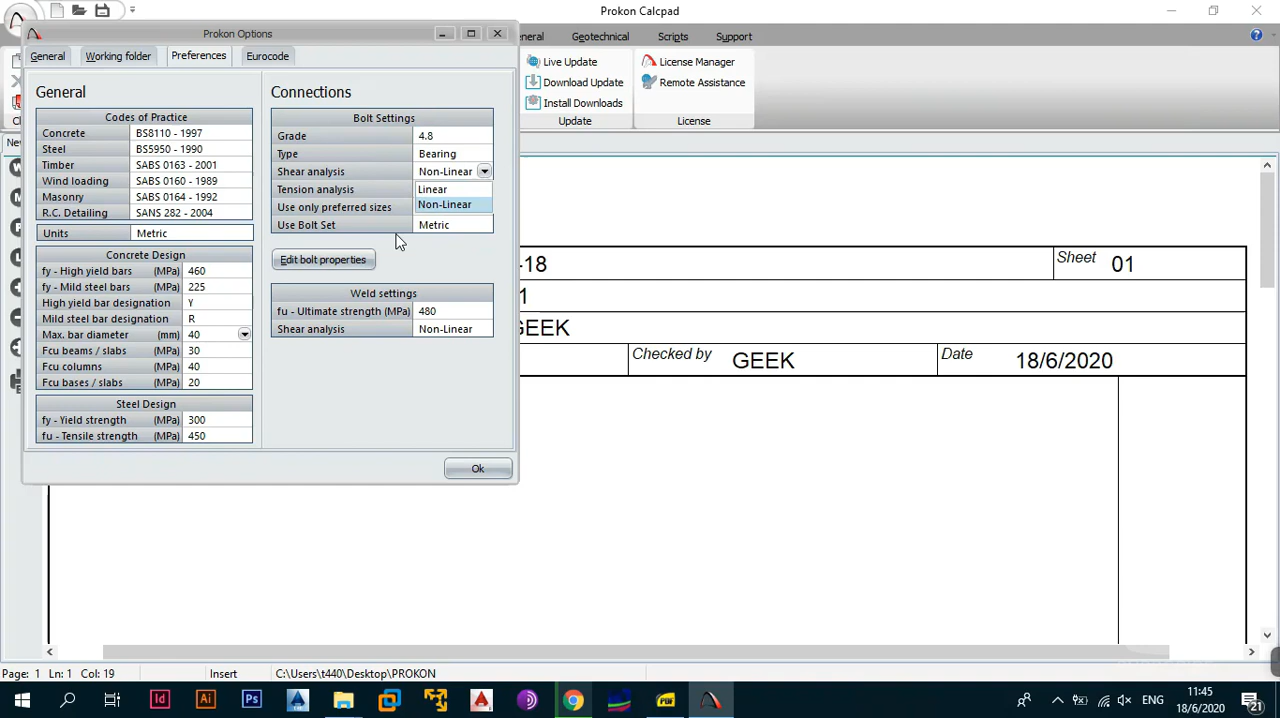 Prokon Calcpad
Prokon Options
General
Working folder
Preferences
Eurocode
neral
Geotechnical
Scripts
Support
Live Update
Download Update
Install Downloads
Update
License Manager
Remote Assistance
License
General
Codes of Practice
Concrete BS8110 - 1997
Steel BS5950 - 1990
Timber SABS 0163 - 2001
Wind loading SABS 0160 - 1989
Masonry SABS 0164 - 1992
R.C. Detailing SANS 282 - 2004
Units Metric
Concrete Design
fy - High yield bars (MPa) 460
fy - Mild steel bars (MPa) 225
High yield bar designation Y
Mild steel bar designation R
Max. bar diameter (mm) 40
Fcu beams / slabs 30
Fcu columns 40
Fcu bases / slabs 20
Steel Design
fy - Yield strength (MPa) 300
fu - Tensile strength (MPa) 450
Connections
Bolt Settings
Grade 4.8
Type Bearing
Shear analysis Non-Linear
Tension analysis Linear
Use only preferred sizes Non-Linear
Use Bolt Set Metric
Edit bolt properties
Weld settings
fu - Ultimate strength (MPa) 480
Shear analysis Non-Linear
Ok
-18 Sheet 01
1
GEEK
Checked by GEEK Date 18/6/2020
Page: 1 Ln: 1 Col: 19 Insert C:\Users\t440\Desktop\PROKON
Id Ai Ps
ENG
11:45
18/6/2020
21